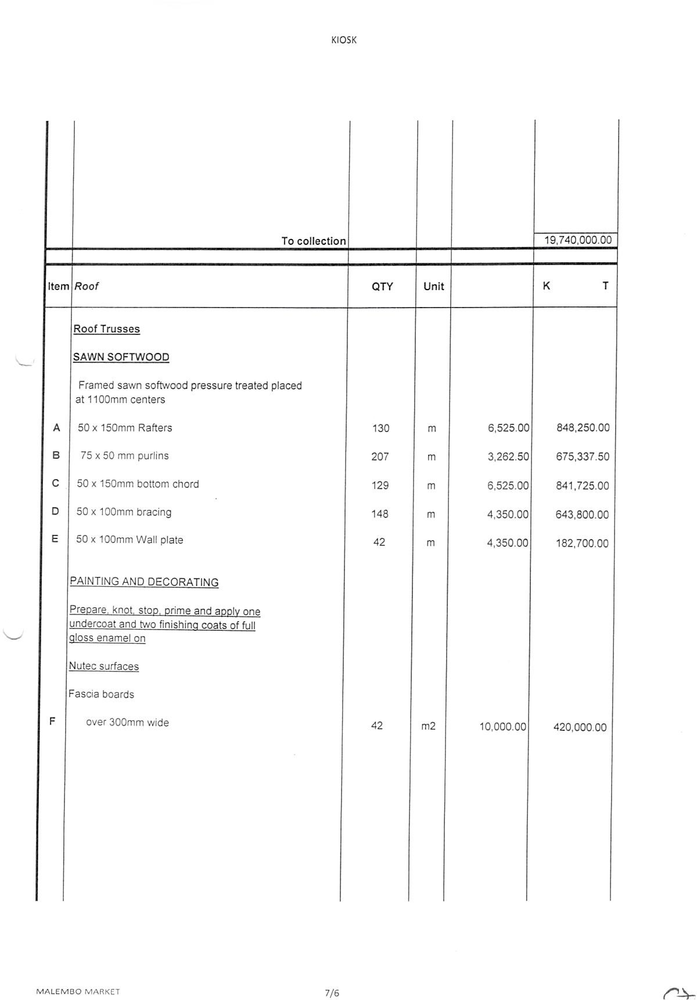 KIOSK
To collection 19,740,000.00
Item Roof QTY Unit K T
Roof Trusses
SAWN SOFTWOOD
Framed sawn softwood pressure treated placed
at 1100mm centers
A 50 x 150mm Rafters 130 m 6,525.00 848,250.00
B 75 x 50 mm purlins 207 m 3,262.50 675,337.50
C 50 x 150mm bottom chord 129 m 6,525.00 841,725.00
D 50 x 100mm bracing 148 m 4,350.00 643,800.00
E 50 x 100mm Wall plate 42 m 4,350.00 182,700.00
PAINTING AND DECORATING
Prepare, knot, stop, prime and apply one
undercoat and two finishing coats of full
gloss enamel on
Nutec surfaces
Fascia boards
F over 300mm wide 42 m2 10,000.00 420,000.00
MALEMBO MARKET 7/6